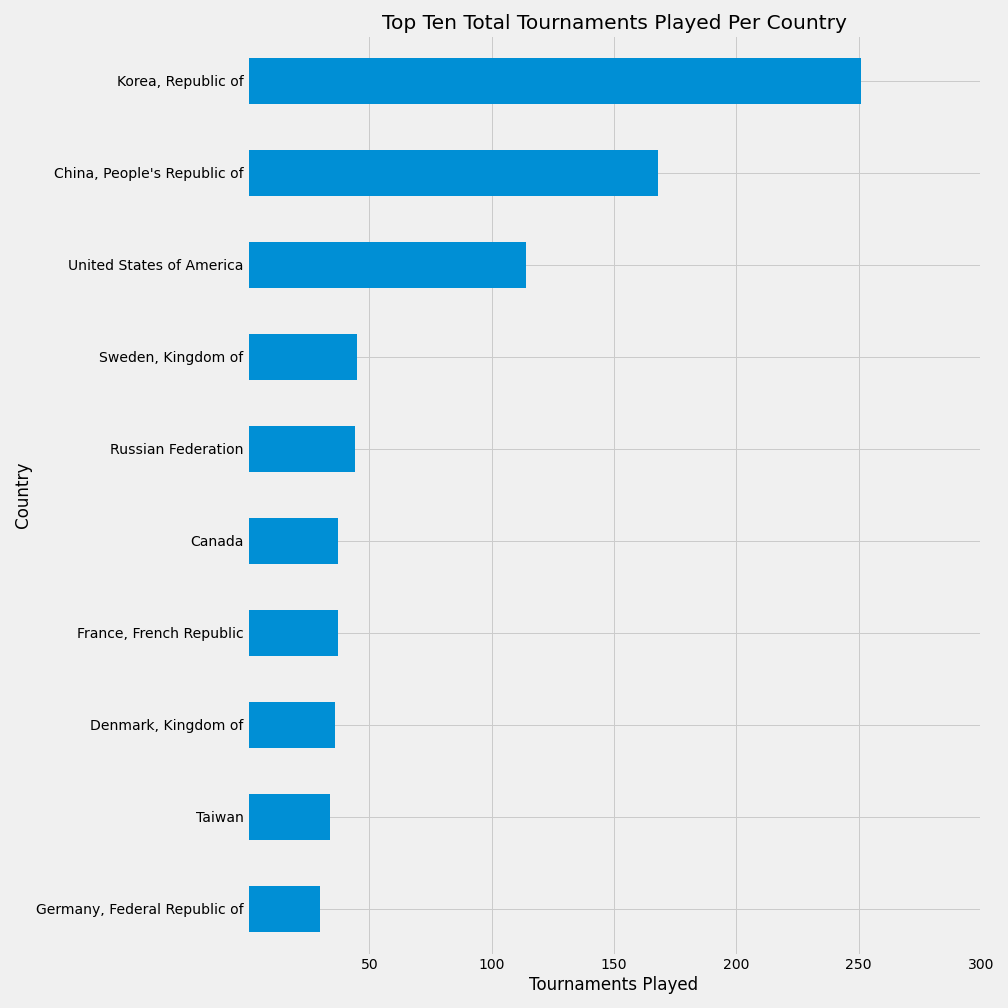 Top Ten Total Tournaments Played Per Country
Korea, Republic of
China, People's Republic of
United States of America
Sweden, Kingdom of
Russian Federation
Canada
France, French Republic
Denmark, Kingdom of
Taiwan
Germany, Federal Republic of
Country
50 100 150 200 250 300
Tournaments Played